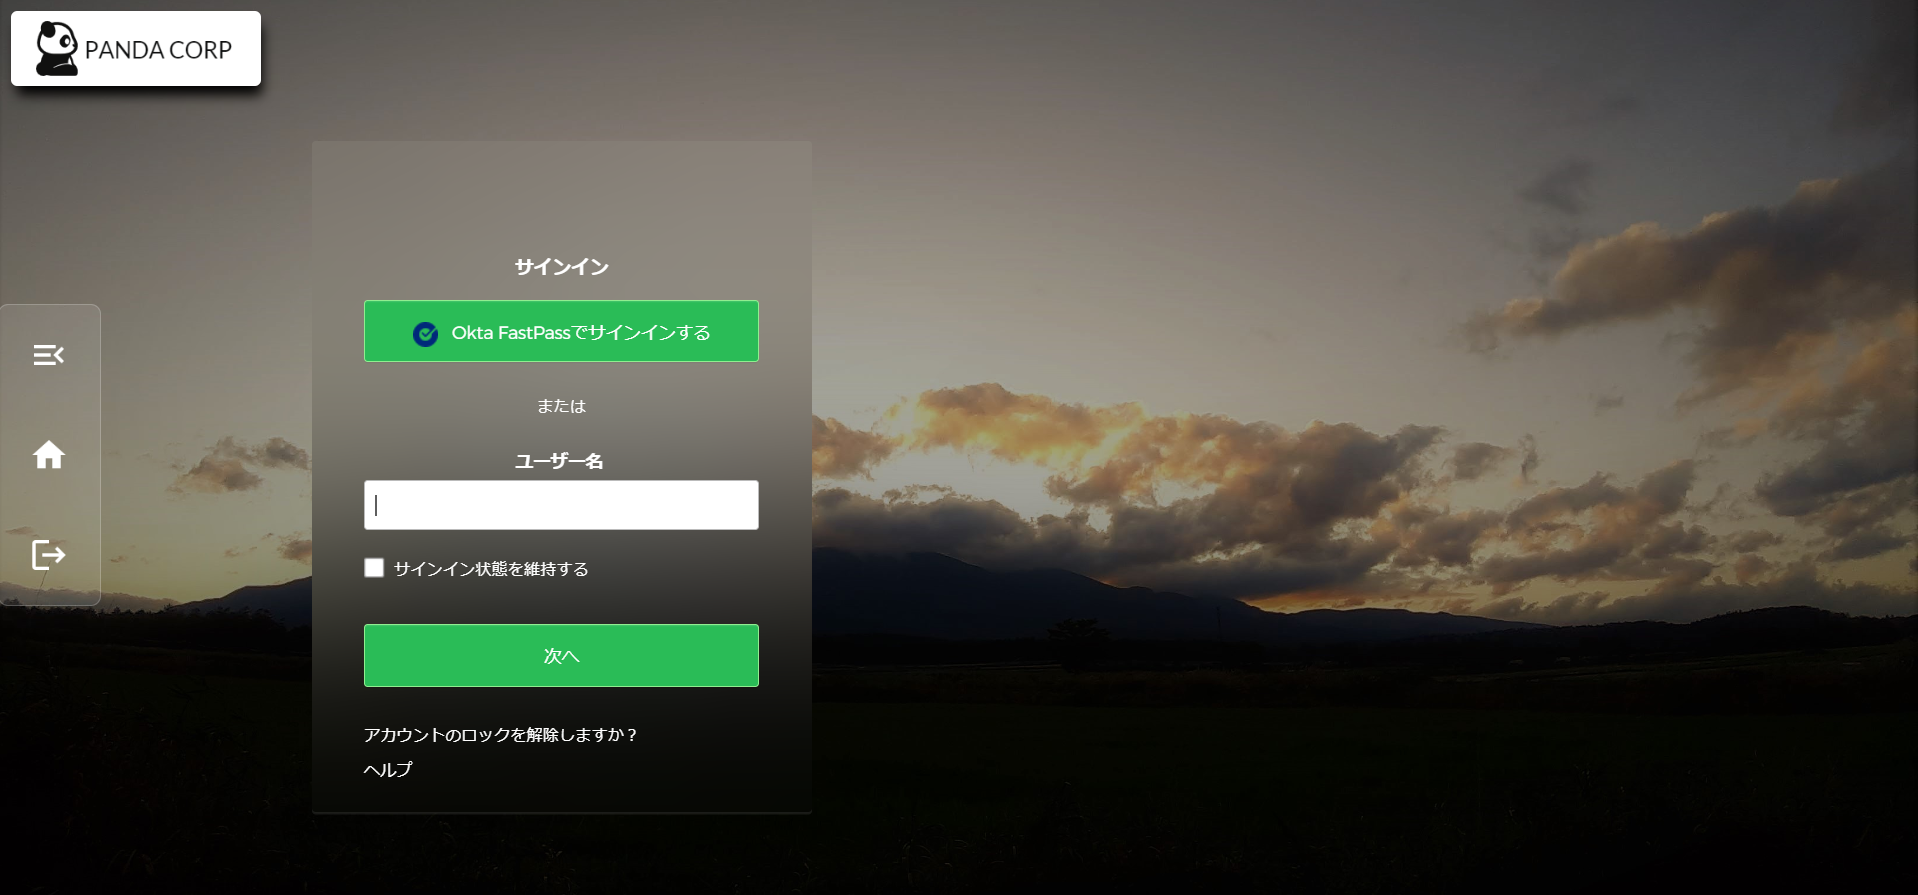 PANDA CORP
サインイン
Okta FastPassでサインインする
または
ユーザー名
サインイン状態を維持する
次へ
アカウントのロックを解除しますか？
ヘルプ